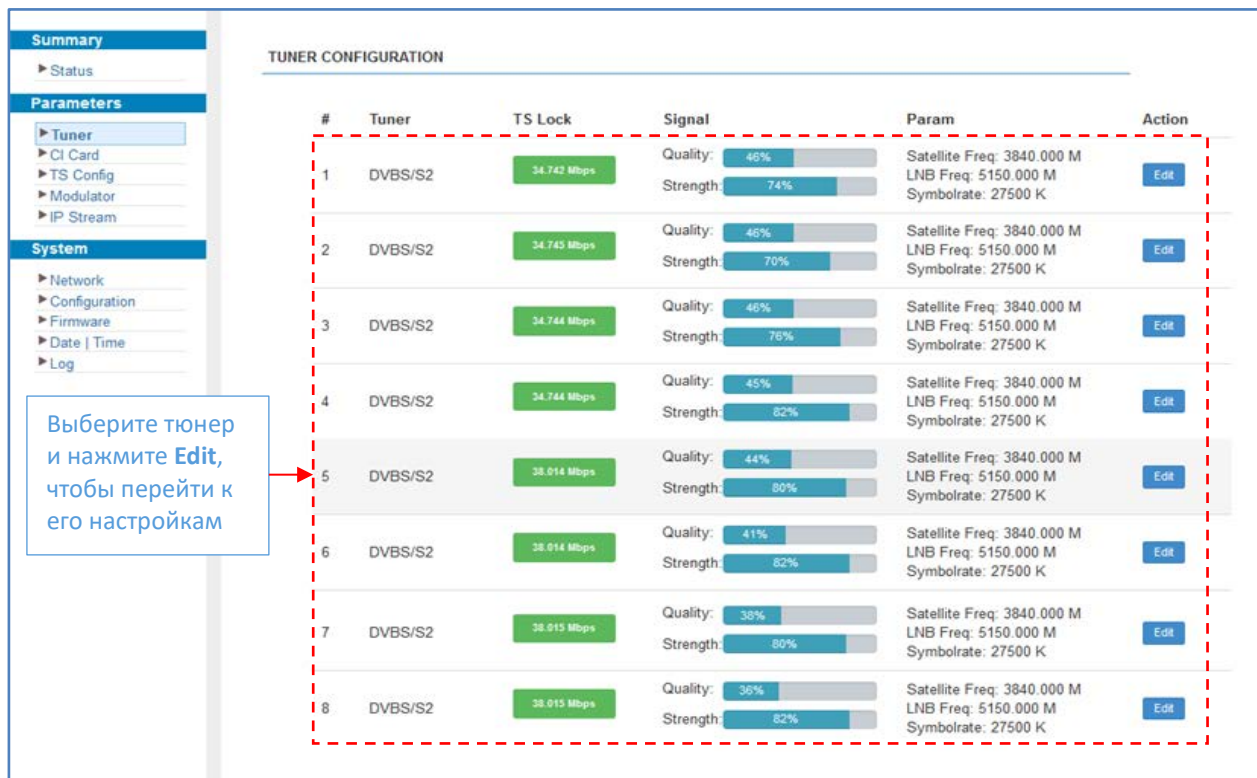 Summary
Status
Parameters
Tuner
CI Card
TS Config
Modulator
IP Stream
System
Network
Configuration
Firmware
Date | Time
Log
Выберите тюнер
и нажмите Edit,
чтобы перейти к
его настройкам
TUNER CONFIGURATION
# Tuner TS Lock Signal Param Action
1 DVBS/S2 34.742 Mbps Quality: 46% Strength: 74% Satellite Freq: 3840.000 M
LNB Freq: 5150.000 M
Symbolrate: 27500 K
Edit
2 DVBS/S2 34.745 Mbps Quality: 46% Strength: 70% Satellite Freq: 3840.000 M
LNB Freq: 5150.000 M
Symbolrate: 27500 K
Edit
3 DVBS/S2 34.744 Mbps Quality: 46% Strength: 76% Satellite Freq: 3840.000 M
LNB Freq: 5150.000 M
Symbolrate: 27500 K
Edit
4 DVBS/S2 34.744 Mbps Quality: 45% Strength: 82% Satellite Freq: 3840.000 M
LNB Freq: 5150.000 M
Symbolrate: 27500 K
Edit
5 DVBS/S2 38.014 Mbps Quality: 44% Strength: 80% Satellite Freq: 3840.000 M
LNB Freq: 5150.000 M
Symbolrate: 27500 K
Edit
6 DVBS/S2 38.014 Mbps Quality: 41% Strength: 82% Satellite Freq: 3840.000 M
LNB Freq: 5150.000 M
Symbolrate: 27500 K
Edit
7 DVBS/S2 38.015 Mbps Quality: 38% Strength: 80% Satellite Freq: 3840.000 M
LNB Freq: 5150.000 M
Symbolrate: 27500 K
Edit
8 DVBS/S2 38.015 Mbps Quality: 36% Strength: 82% Satellite Freq: 3840.000 M
LNB Freq: 5150.000 M
Symbolrate: 27500 K
Edit